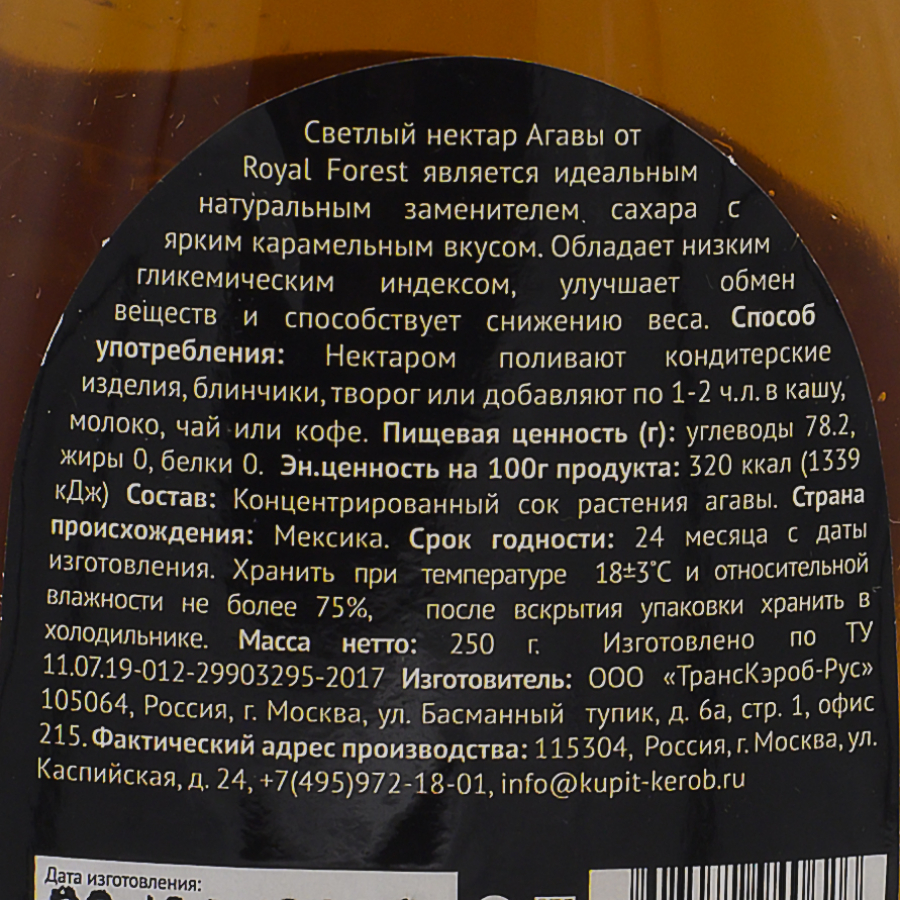 Светлый нектар Агавы от
Royal Forest является идеальным
натуральным заменителем сахара с
ярким карамельным вкусом. Обладает низким
гликемическим индексом, улучшает обмен
веществ и способствует снижению веса. Способ
употребления: Нектаром поливают кондитерские
изделия, блинчики, творог или добавляют по 1-2 ч.л. в кашу,
молоко, чай или кофе. Пищевая ценность (г): углеводы 78.2,
жиры 0, белки 0. Эн.ценность на 100г продукта: 320 ккал (1339
кДж) Состав: Концентрированный сок растения агавы. Страна
происхождения: Мексика. Срок годности: 24 месяца с даты
изготовления. Хранить при температуре 18±3°С и относительной
влажности не более 75%, после вскрытия упаковки хранить в
холодильнике. Масса нетто: 250 г. Изготовлено по ТУ
11.07.19-012-29903295-2017 Изготовитель: ООО «ТрансКэроб-Рус»
105064, Россия, г. Москва, ул. Басманный тупик, д. 6а, стр. 1, офис
215. Фактический адрес производства: 115304, Россия, г. Москва, ул.
Каспийская, д. 24, +7(495)972-18-01, info@kupit-kerob.ru
Дата изготовления: